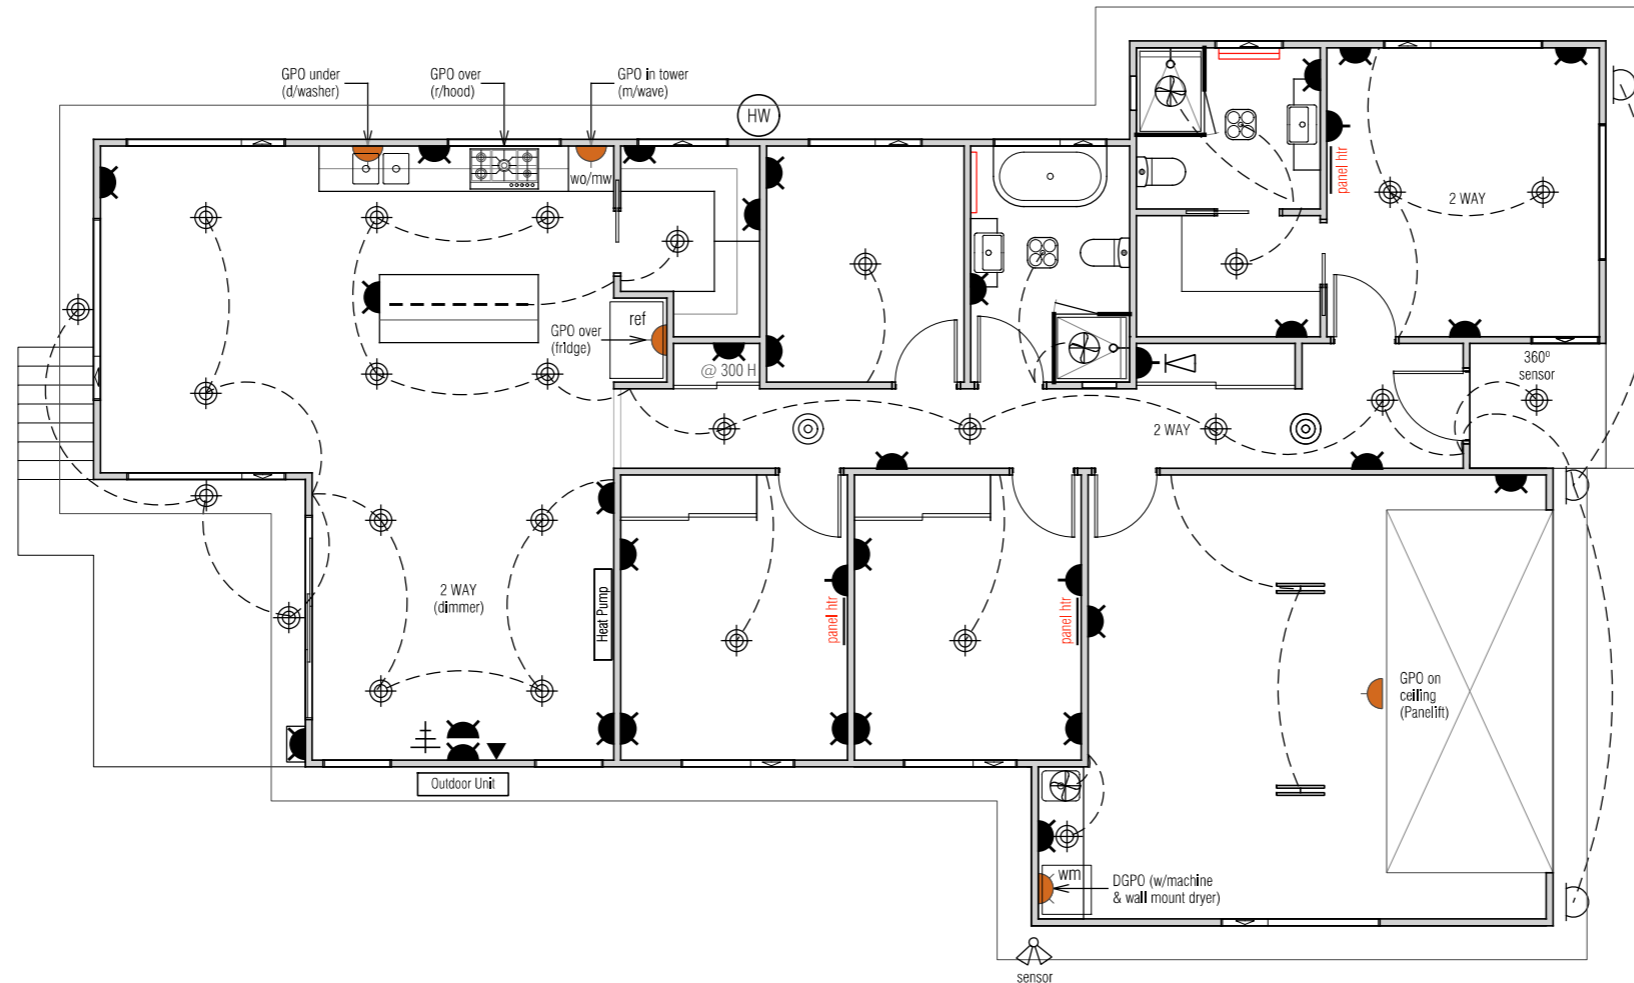 GPO under
(d/washer)
GPO over
(r/hood)
GPO in tower
(m/wave)
HW
wo/mw
panel htr
2 WAY
ref
GPO over
(fridge)
@ 300 H
360º
sensor
2 WAY
2 WAY
(dimmer)
Heat Pump
panel htr
panel htr
GPO on
ceiling
(Panelift)
Outdoor Unit
wm
DGPO (w/machine
& wall mount dryer)
sensor